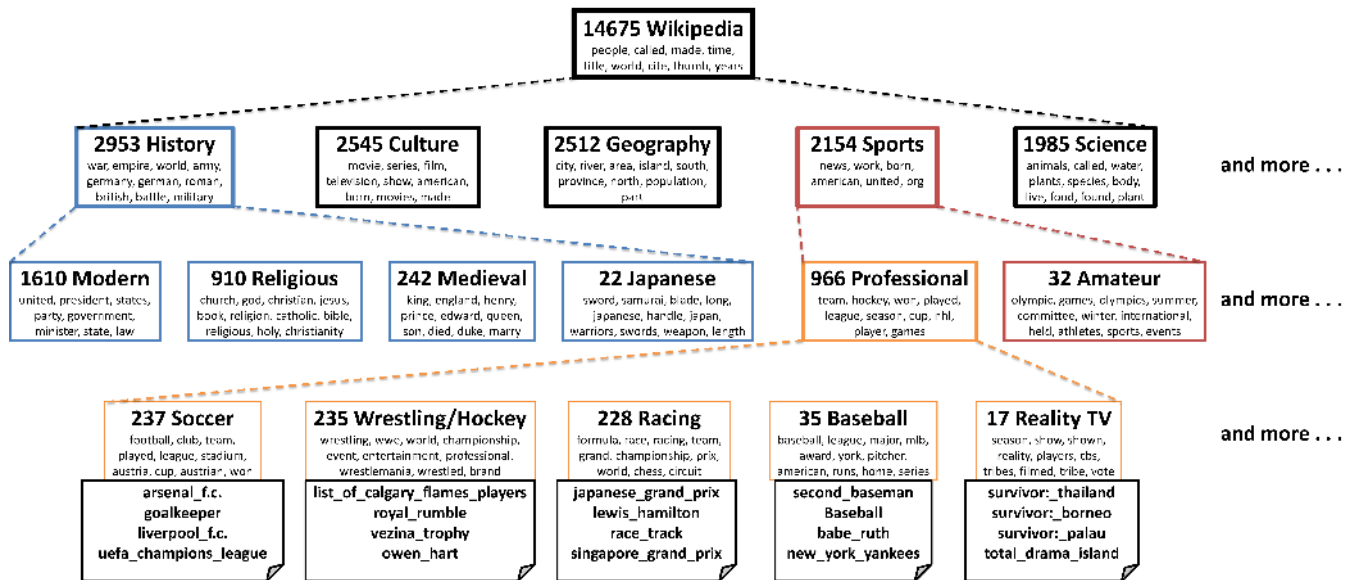 14675 Wikipedia
people, called, made, time,
title, world, cite, thumb, years
2953 History
war, empire, world, army,
germany, german, roman,
british, battle, military
2545 Culture
movie, series, film,
television, show, american,
born, movies, made
2512 Geography
city, river, area, island, south,
province, north, population,
part
2154 Sports
news, work, born,
american, united, org
1985 Science
animals, called, water,
plants, species, body,
live, food, found, plant
and more . . .
1610 Modern
united, president, states,
party, government,
minister, state, law
910 Religious
church, god, christian, jesus,
book, religion, catholic, bible,
religious, holy, christianity
242 Medieval
king, england, henry,
prince, edward, queen,
son, died, duke, marry
22 Japanese
sword, samurai, blade, long,
japanese, handle, japan,
warriors, swords, weapon, length
966 Professional
team, hockey, won, played,
league, season, cup, nhl,
player, games
32 Amateur
olympic, games, olympics, summer,
committee, winter, international,
held, athletes, sports, events
and more . . .
237 Soccer
football, club, team,
played, league, stadium,
austria, cup, austrian, won
235 Wrestling/Hockey
wrestling, wwe, world, championship,
event, entertainment, professional,
wrestlemania, wrestled, brand
228 Racing
formula, race, racing, team,
grand, championship, prix,
world, chess, circuit
35 Baseball
baseball, league, major, mlb,
award, york, pitcher,
american, runs, home, series
17 Reality TV
season, show, shown,
reality, players, cbs,
tribes, filmed, tribe, vote
and more . . .
arsenal_f.c.
goalkeeper
liverpool_f.c.
uefa_champions_league
list_of_calgary_flames_players
royal_rumble
vezina_trophy
owen_hart
japanese_grand_prix
lewis_hamilton
race_track
singapore_grand_prix
second_baseman
Baseball
babe_ruth
new_york_yankees
survivor:_thailand
survivor:_borneo
survivor:_palau
total_drama_island